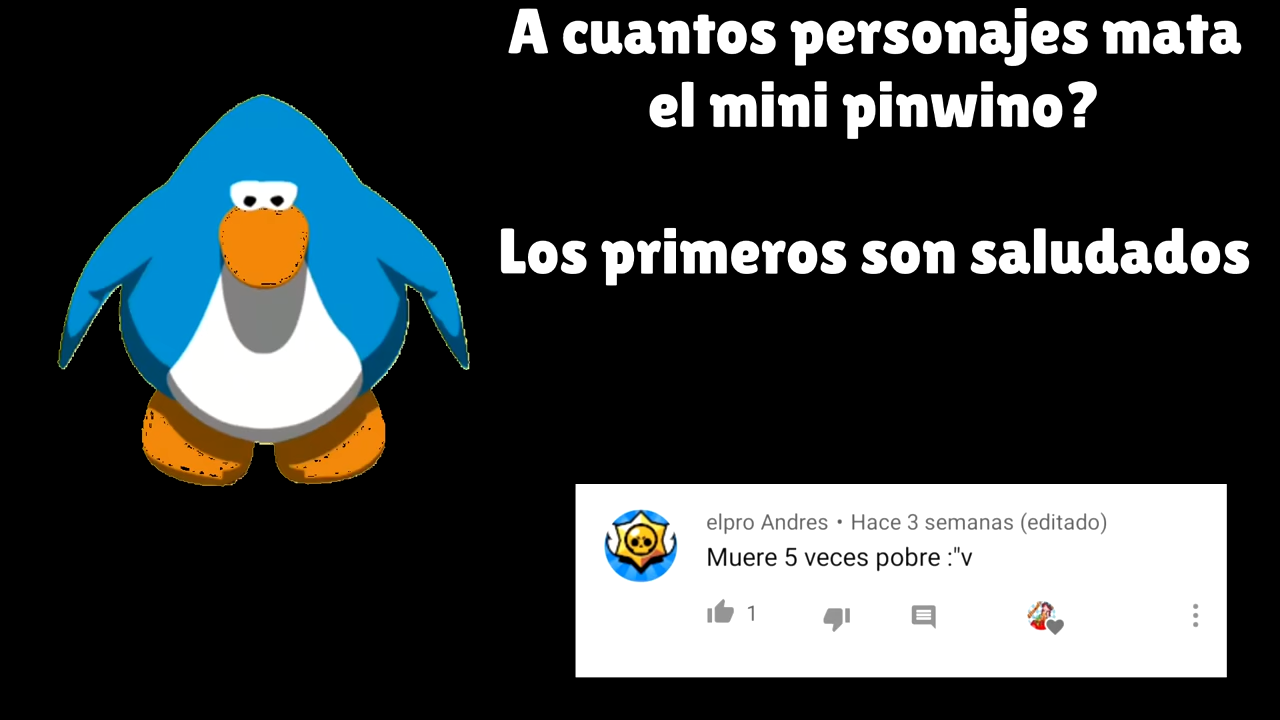 A cuantos personajes mata
el mini pinwino?
Los primeros son saludados
elpro Andres • Hace 3 semanas (editado)
Muere 5 veces pobre :"v
1